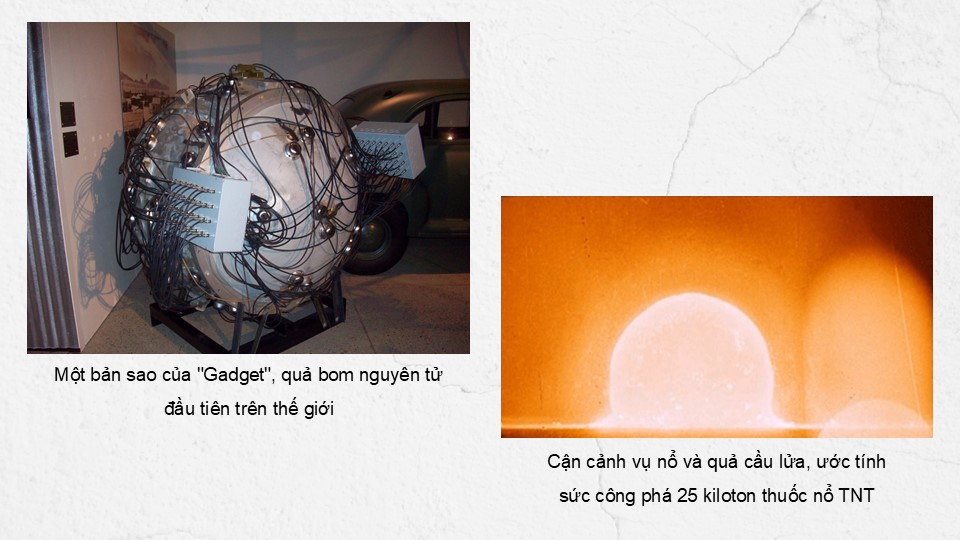 Một bản sao của "Gadget", quả bom nguyên tử
đầu tiên trên thế giới
Cận cảnh vụ nổ và quả cầu lửa, ước tính
sức công phá 25 kiloton thuốc nổ TNT